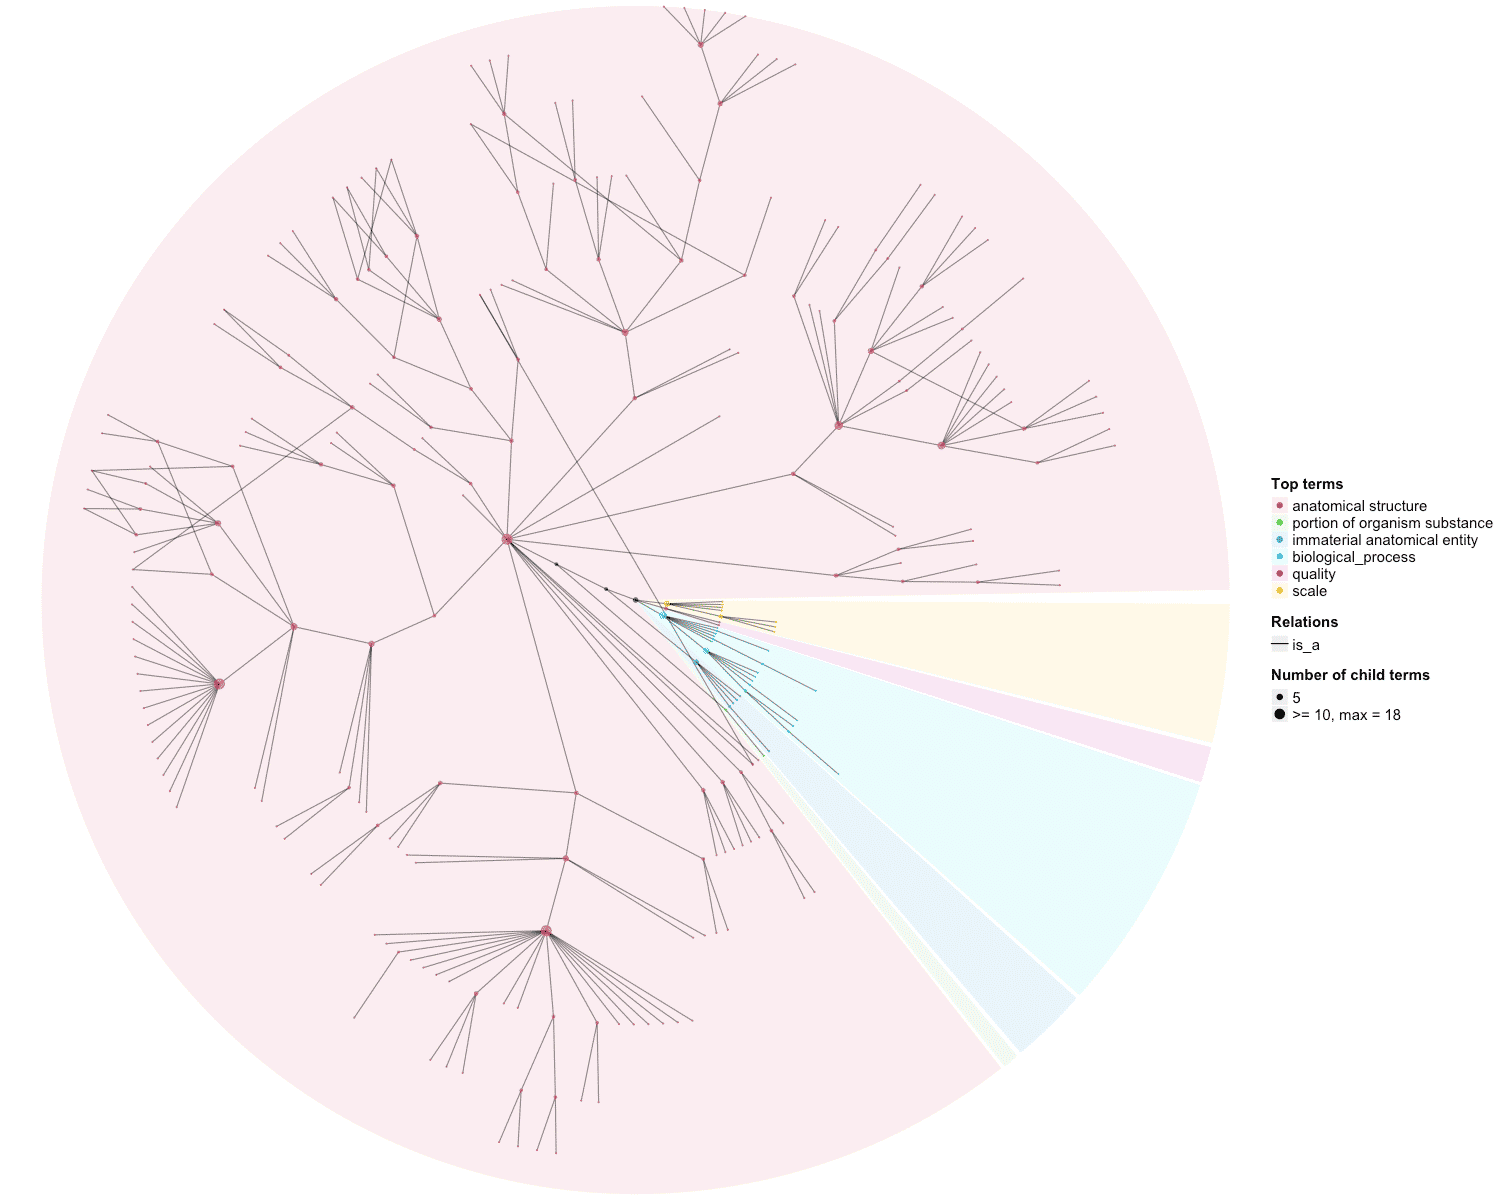 Top terms
anatomical structure
portion of organism substance
immaterial anatomical entity
biological_process
quality
scale
Relations
is_a
Number of child terms
5
>= 10, max = 18